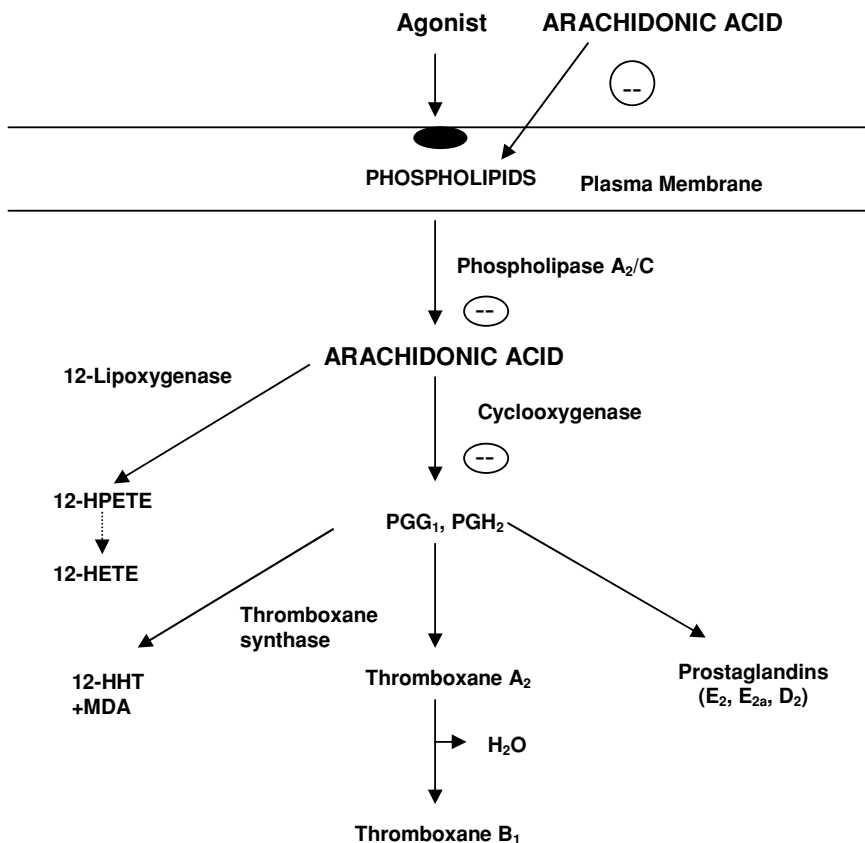 Agonist
ARACHIDONIC ACID
--
PHOSPHOLIPIDS
Plasma Membrane
Phospholipase A₂/C
--
ARACHIDONIC ACID
12-Lipoxygenase
Cyclooxygenase
--
12-HPETE
PGG₁, PGH₂
12-HETE
Thromboxane
synthase
12-HHT
+MDA
Thromboxane A₂
Prostaglandins
(E₂, E₂ₐ, D₂)
H₂O
Thromboxane B₁